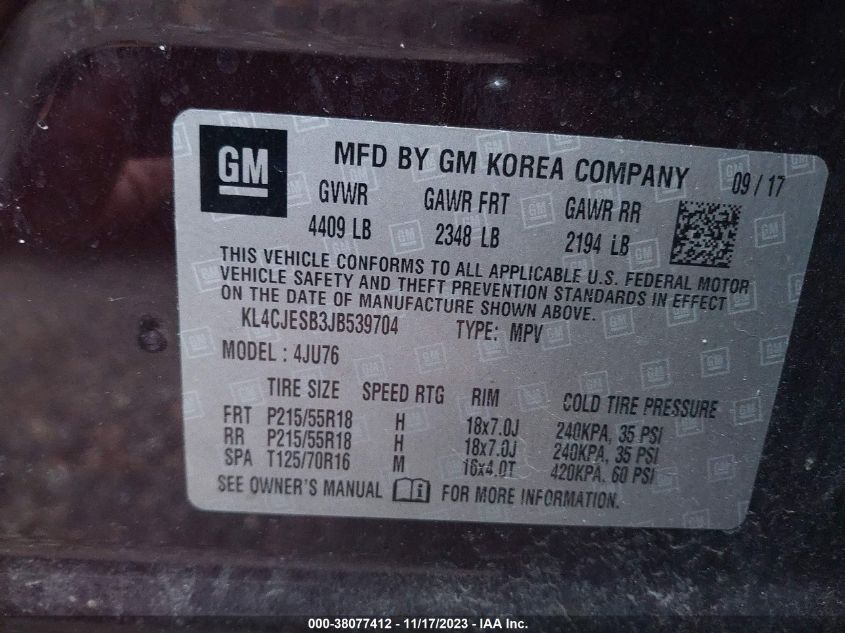 GM
MFD BY GM KOREA COMPANY 09/17
GVWR GAWR FRT GAWR RR
4409 LB 2348 LB 2194 LB
THIS VEHICLE CONFORMS TO ALL APPLICABLE U.S. FEDERAL MOTOR
VEHICLE SAFETY AND THEFT PREVENTION STANDARDS IN EFFECT
ON THE DATE OF MANUFACTURE SHOWN ABOVE.
KL4CJESB3JB539704 TYPE: MPV
MODEL : 4JU76
TIRE SIZE SPEED RTG RIM COLD TIRE PRESSURE
FRT P215/55R18 H 18x7.0J 240KPA, 35 PSI
RR P215/55R18 H 18x7.0J 240KPA, 35 PSI
SPA T125/70R16 M 16x4.0T 420KPA, 60 PSI
SEE OWNER'S MANUAL FOR MORE INFORMATION.
000-38077412 - 11/17/2023 - IAA Inc.